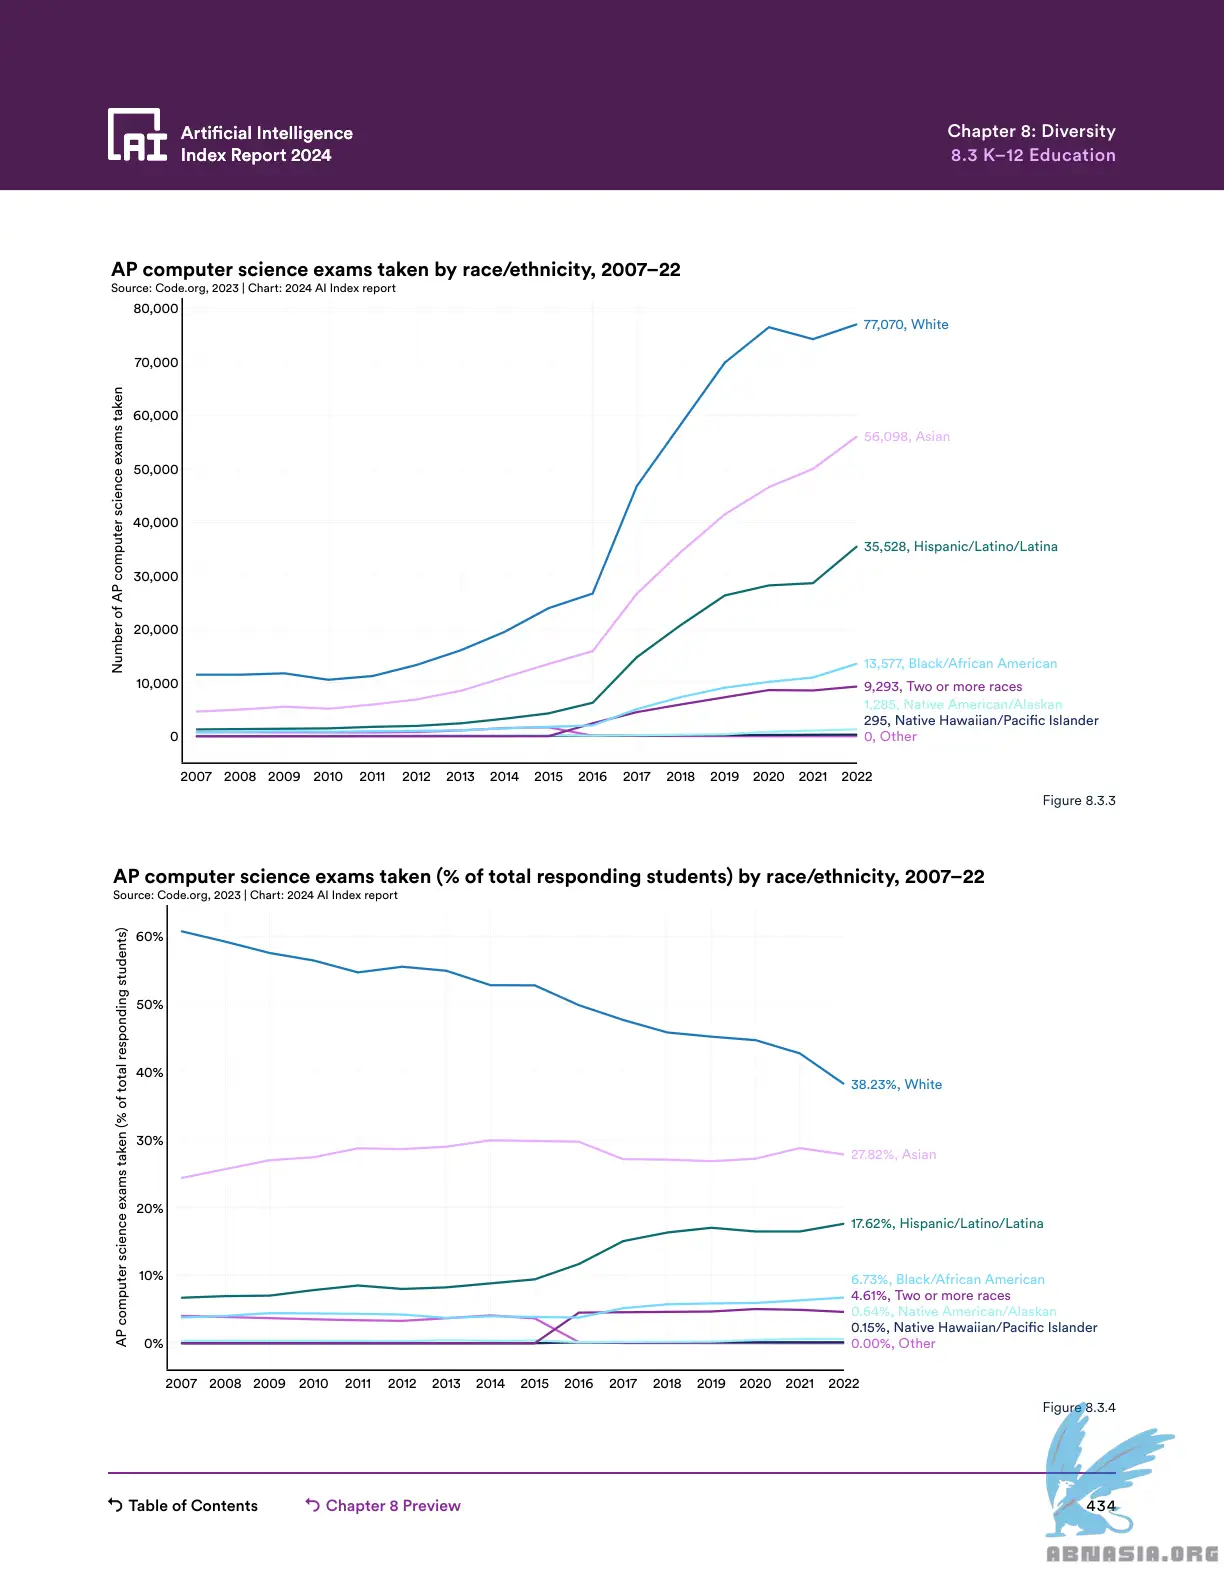 Artificial Intelligence
Index Report 2024
Chapter 8: Diversity
8.3 K–12 Education
AP computer science exams taken by race/ethnicity, 2007–22
Source: Code.org, 2023 | Chart: 2024 AI Index report
Number of AP computer science exams taken
80,000
70,000
60,000
50,000
40,000
30,000
20,000
10,000
0
77,070, White
56,098, Asian
35,528, Hispanic/Latino/Latina
13,577, Black/African American
9,293, Two or more races
1,285, Native American/Alaskan
295, Native Hawaiian/Pacific Islander
0, Other
2007 2008 2009 2010 2011 2012 2013 2014 2015 2016 2017 2018 2019 2020 2021 2022
Figure 8.3.3
AP computer science exams taken (% of total responding students) by race/ethnicity, 2007–22
Source: Code.org, 2023 | Chart: 2024 AI Index report
AP computer science exams taken (% of total responding students)
60%
50%
40%
30%
20%
10%
0%
38.23%, White
27.82%, Asian
17.62%, Hispanic/Latino/Latina
6.73%, Black/African American
4.61%, Two or more races
0.64%, Native American/Alaskan
0.15%, Native Hawaiian/Pacific Islander
0.00%, Other
2007 2008 2009 2010 2011 2012 2013 2014 2015 2016 2017 2018 2019 2020 2021 2022
Figure 8.3.4
Table of Contents
Chapter 8 Preview
434
ABNASIA.ORG